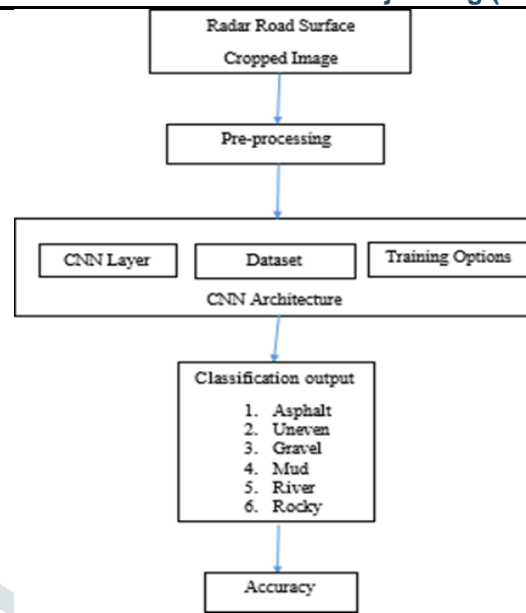 Radar Road Surface
Cropped Image
Pre-processing
CNN Layer
Dataset
Training Options
CNN Architecture
Classification output
1. Asphalt
2. Uneven
3. Gravel
4. Mud
5. River
6. Rocky
Accuracy